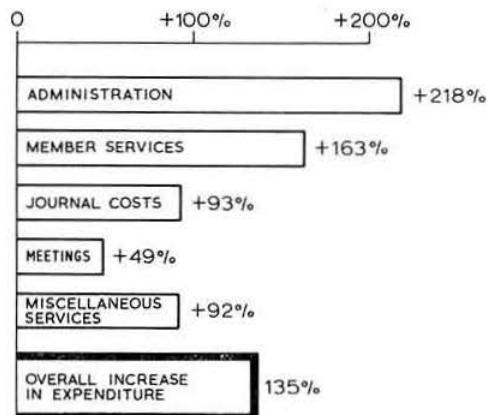 0 +100% +200%
ADMINISTRATION +218%
MEMBER SERVICES +163%
JOURNAL COSTS +93%
MEETINGS +49%
MISCELLANEOUS
SERVICES +92%
OVERALL INCREASE
IN EXPENDITURE 135%